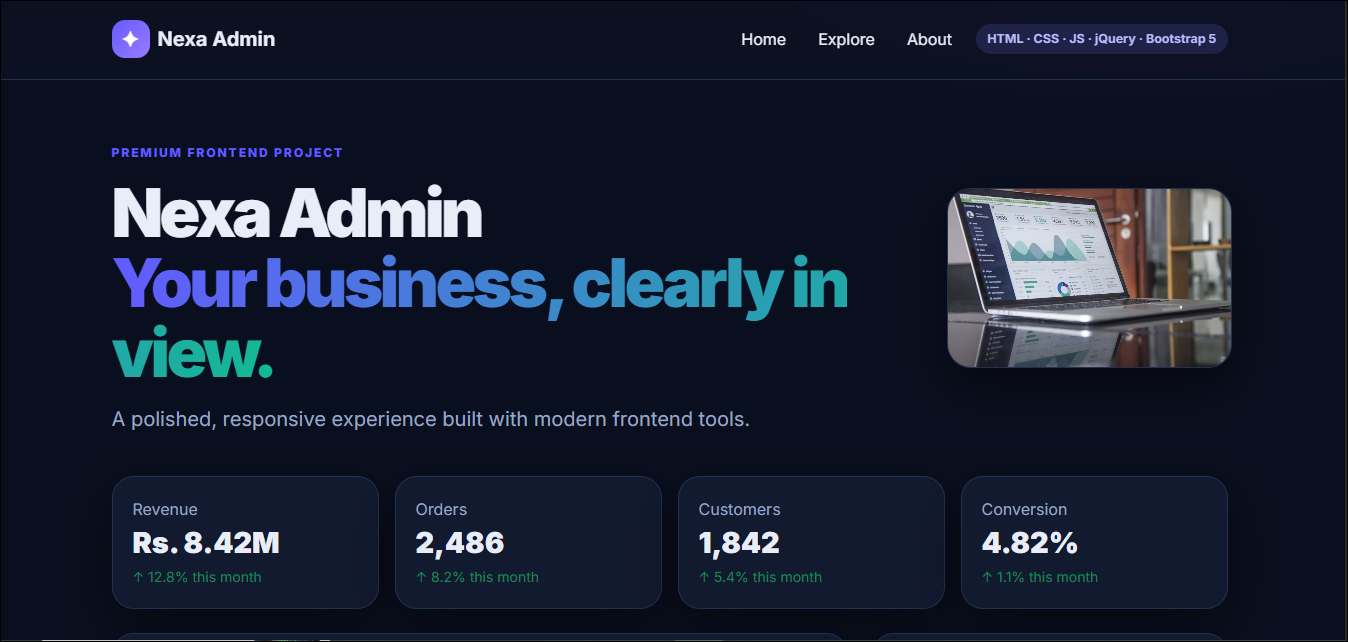 Nexa Admin
Home
Explore
About
HTML · CSS · JS · jQuery · Bootstrap 5
PREMIUM FRONTEND PROJECT
Nexa Admin
Your business, clearly in
view.
A polished, responsive experience built with modern frontend tools.
Revenue
Rs. 8.42M
↑ 12.8% this month
Orders
2,486
↑ 8.2% this month
Customers
1,842
↑ 5.4% this month
Conversion
4.82%
↑ 1.1% this month